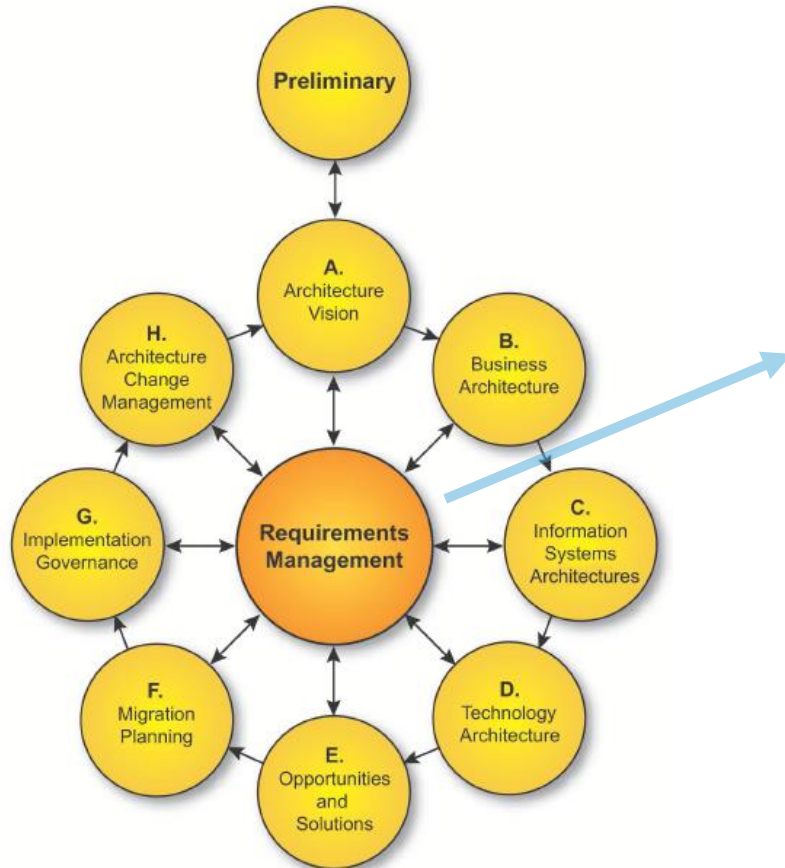 Preliminary
A.
Architecture
Vision
B.
Business
Architecture
C.
Information
Systems
Architectures
D.
Technology
Architecture
E.
Opportunities
and
Solutions
F.
Migration
Planning
G.
Implementation
Governance
H.
Architecture
Change
Management
Requirements
Management